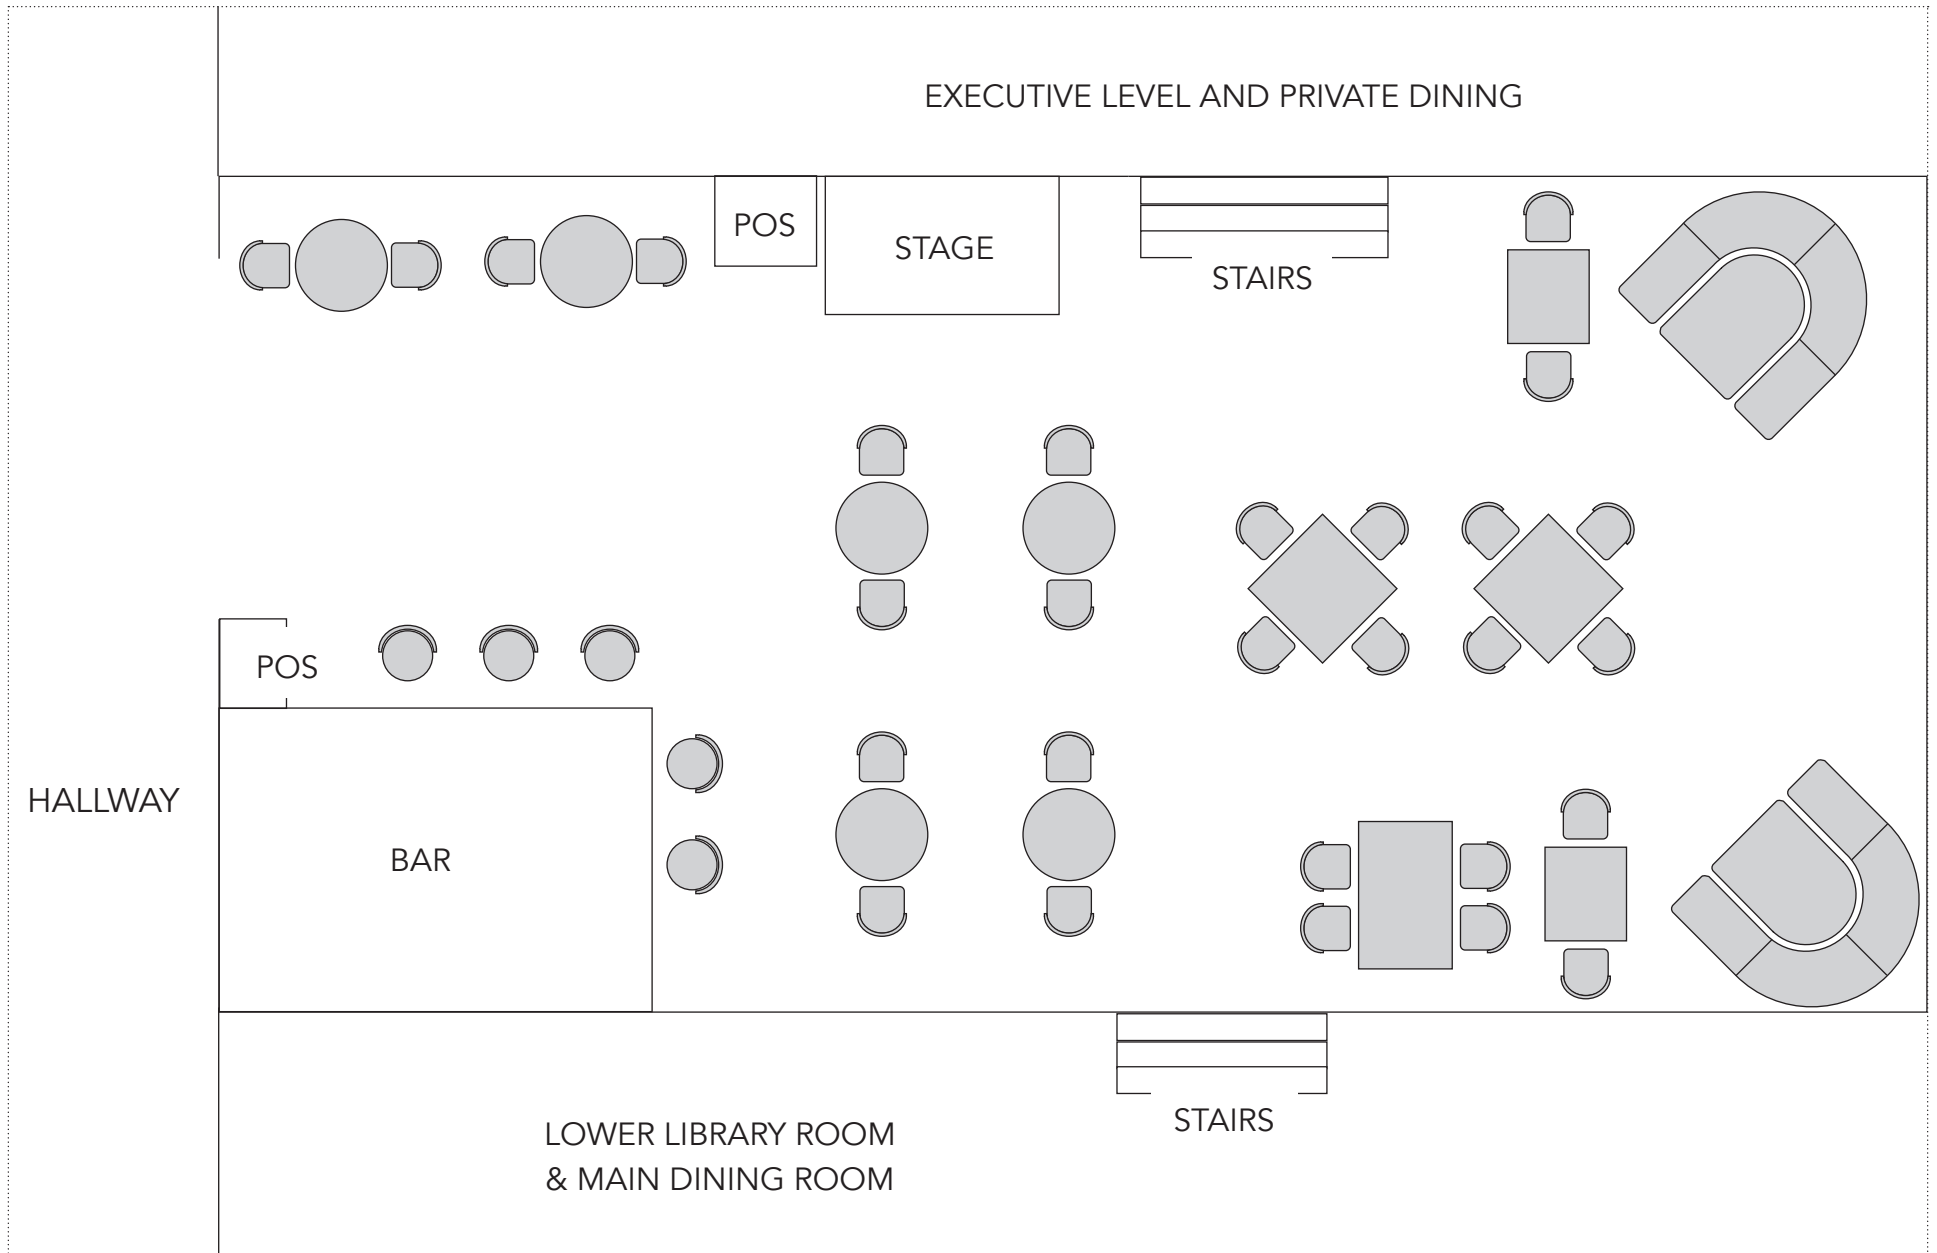 EXECUTIVE LEVEL AND PRIVATE DINING
POS
STAGE
STAIRS
POS
HALLWAY
BAR
STAIRS
LOWER LIBRARY ROOM
& MAIN DINING ROOM